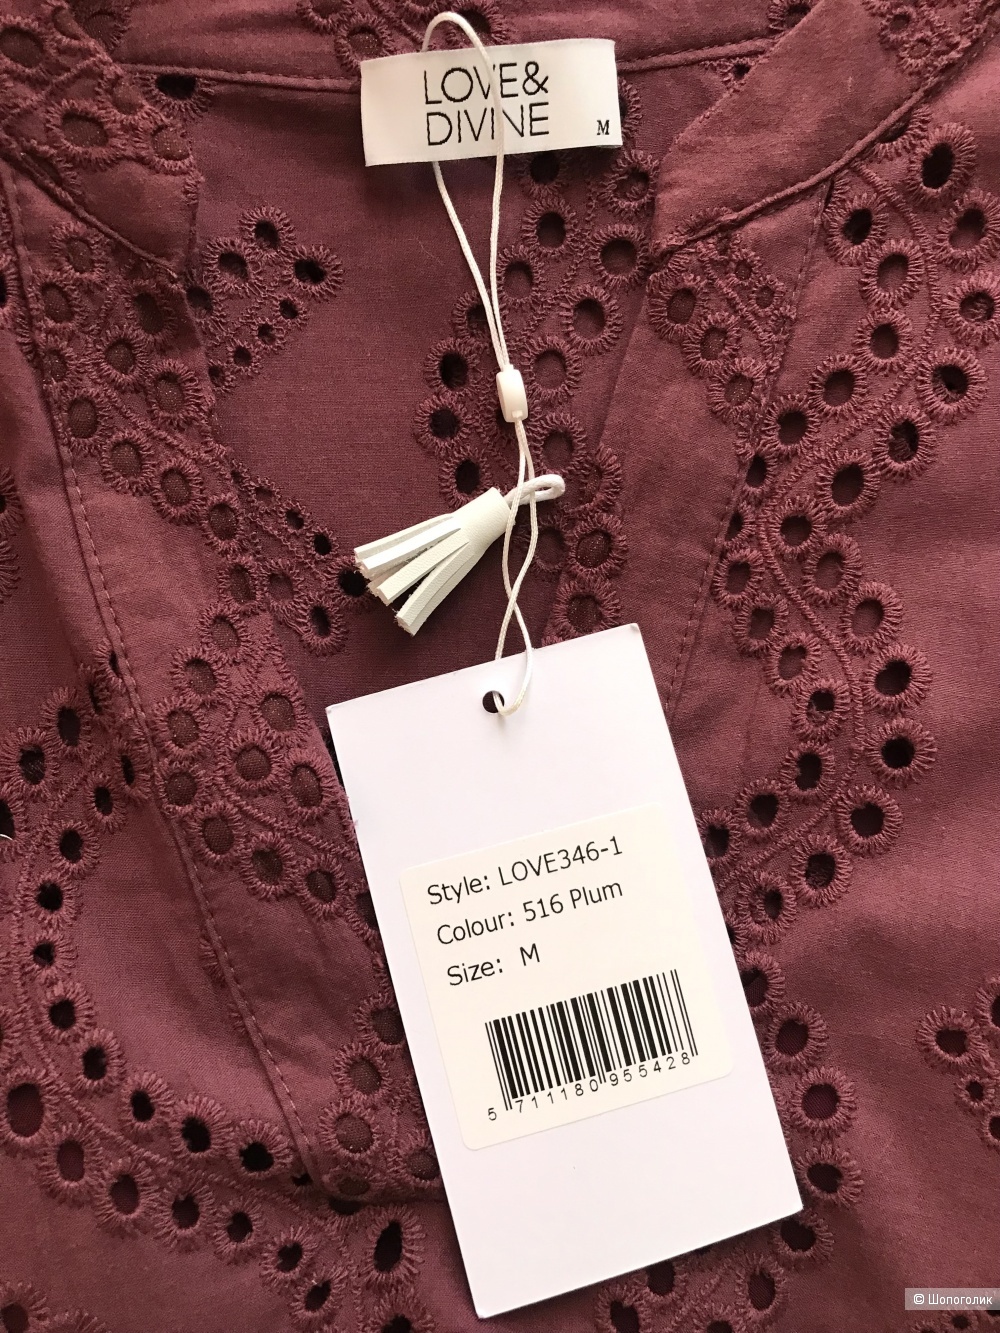 LOVE&
DIVINE
M
Style: LOVE346-1
Colour: 516 Plum
Size: M
5 711180 955428
© Шопоголик